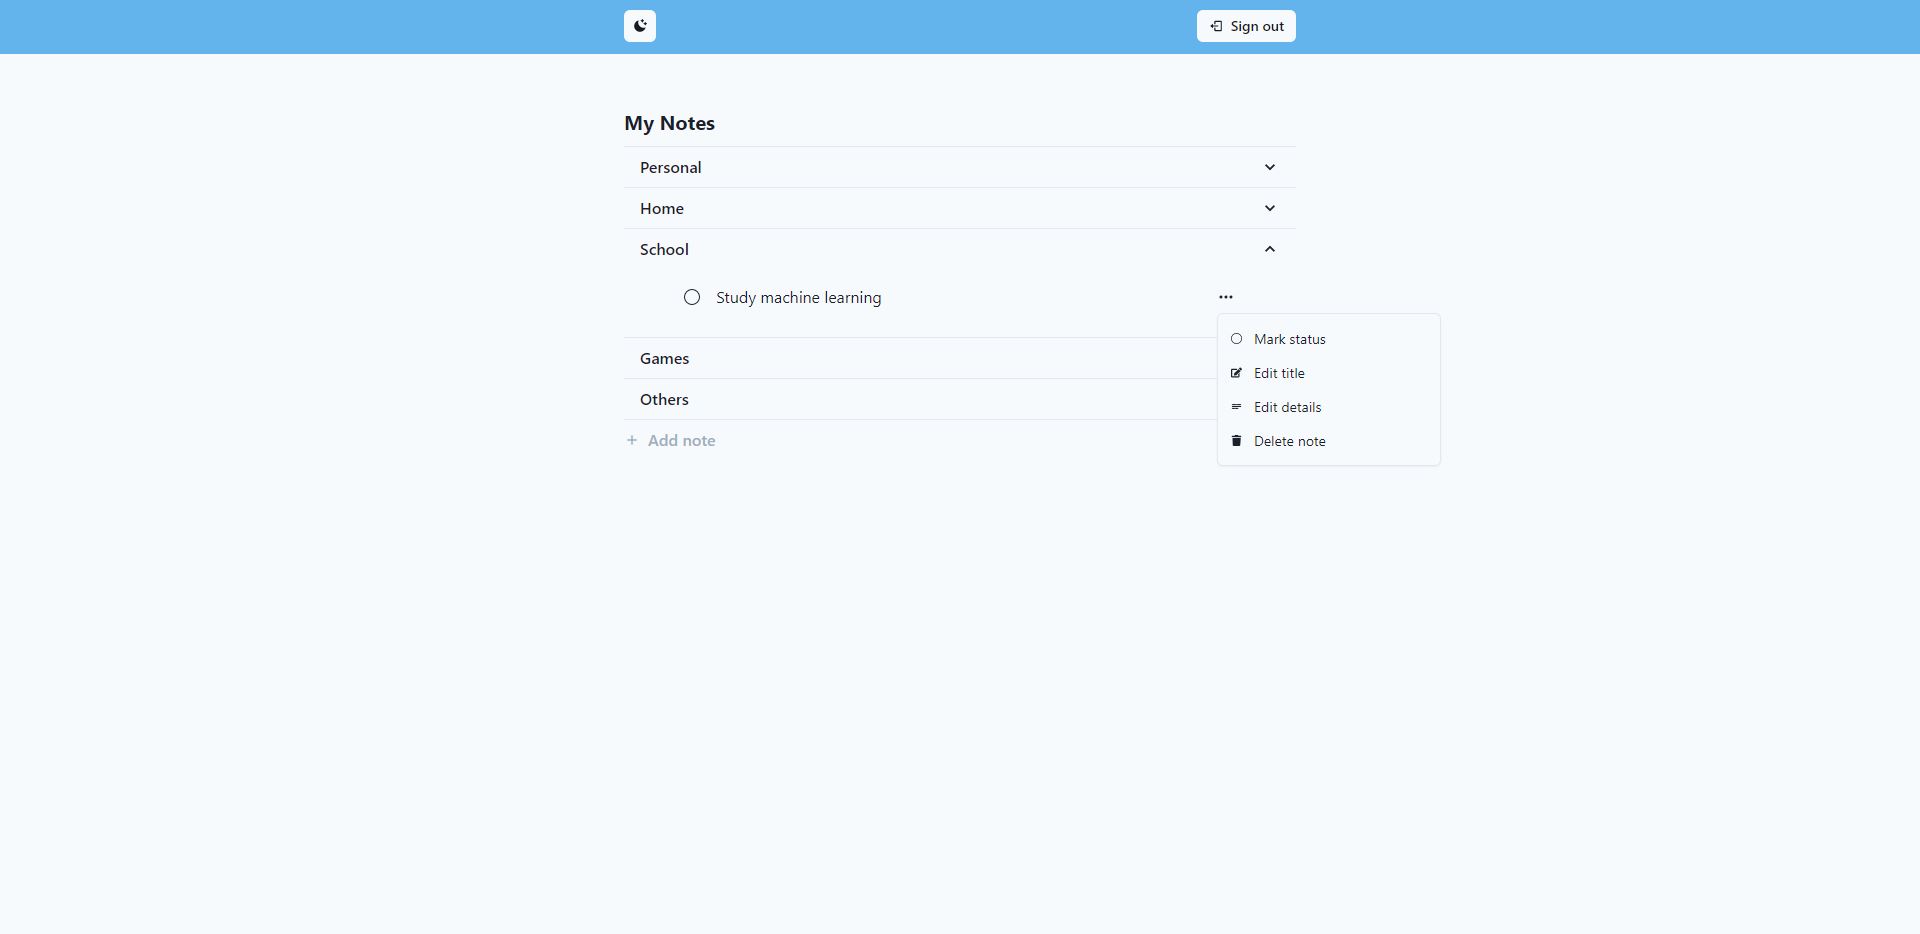 Sign out
My Notes
Personal
Home
School
Study machine learning
Mark status
Games
Edit title
Others
Edit details
Add note
Delete note